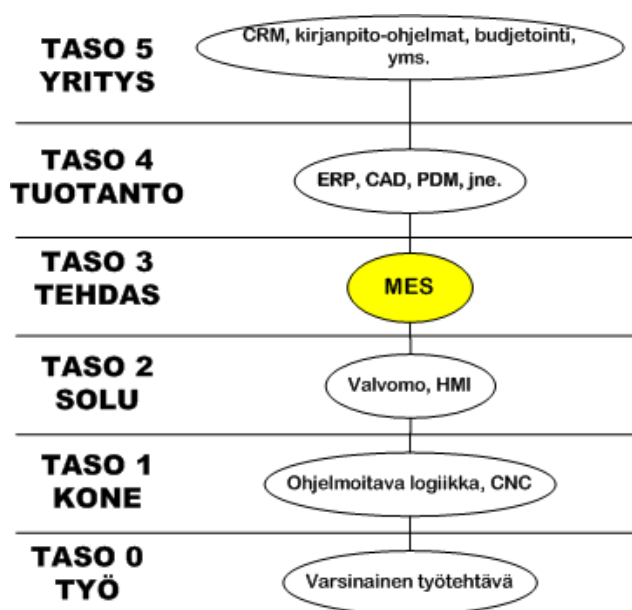 TASO 5
YRITYS
CRM, kirjanpito-ohjelmat, budjetointi,
yms.
TASO 4
TUOTANTO
ERP, CAD, PDM, jne.
TASO 3
TEHDAS
MES
TASO 2
SOLU
Valvomo, HMI
TASO 1
KONE
Ohjelmoitava logiikka, CNC
TASO 0
TYÖ
Varsinainen työtehtävä